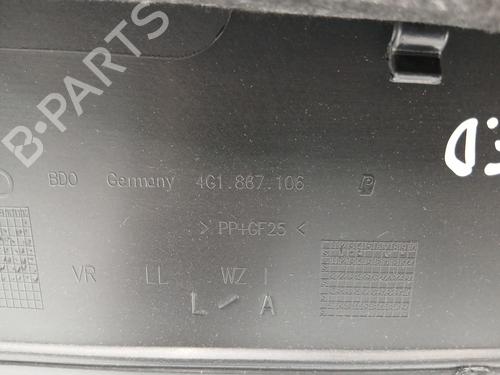 B-PARTS
BDO Germany 4G1.867.106
> PP+GF25 <
VR LL WZ I
L A